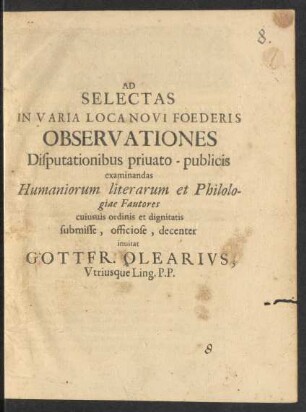 8.
AD
SELECTAS
IN VARIA LOCA NOVI FOEDERIS
OBSERVATIONES
Diſputationibus priuato - publicis
examinandas
Humaniorum literarum et Philolo-
giae Fautores
cuiusuis ordinis et dignitatis
ſubmiſſe, officioſe, decenter
inuitat
GOTTFR. OLEARIVS,
Vtriusque Ling. P.P.
8